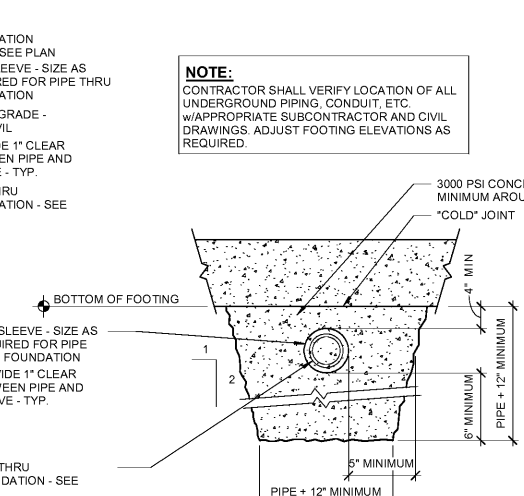 ATION
SEE PLAN
EEVE - SIZE AS
RED FOR PIPE THRU
ATION
GRADE -
VIL
DE 1" CLEAR
EEN PIPE AND
E - TYP.
HRU
ATION - SEE
NOTE:
CONTRACTOR SHALL VERIFY LOCATION OF ALL
UNDERGROUND PIPING, CONDUIT, ETC.
w/APPROPRIATE SUBCONTRACTOR AND CIVIL
DRAWINGS. ADJUST FOOTING ELEVATIONS AS
REQUIRED.
3000 PSI CONC
MINIMUM AROU
"COLD" JOINT
4" MIN
BOTTOM OF FOOTING
SLEEVE - SIZE AS
UIRED FOR PIPE
FOUNDATION
VIDE 1" CLEAR
WEEN PIPE AND
VE - TYP.
1
2
6" MINIMUM
PIPE + 12" MINIMUM
THRU
DATION - SEE
5" MINIMUM
PIPE + 12" MINIMUM